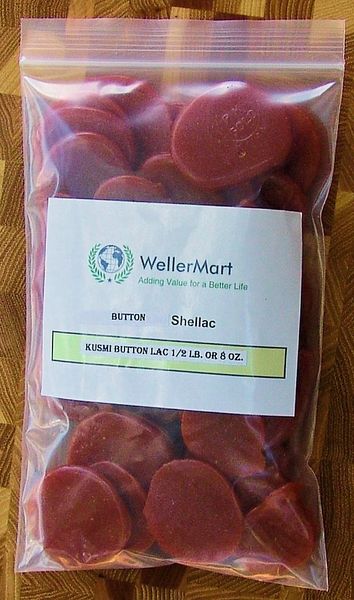 WellerMart
Adding Value for a Better Life
BUTTON Shellac
KUSMI BUTTON LAC 1/2 LB. OR 8 OZ.